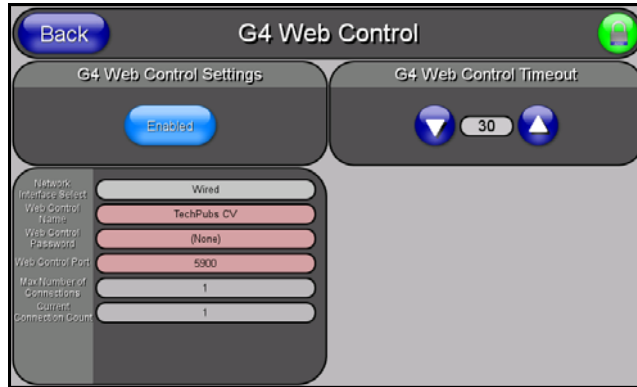 Back
G4 Web Control
G4 Web Control Settings
Enabled
G4 Web Control Timeout
30
Network
Interface Select
Wired
Web Control
Name
TechPubs CV
Web Control
Password
(None)
Web Control Port
5900
Max Number of
Connections
1
Current
Connection Count
1